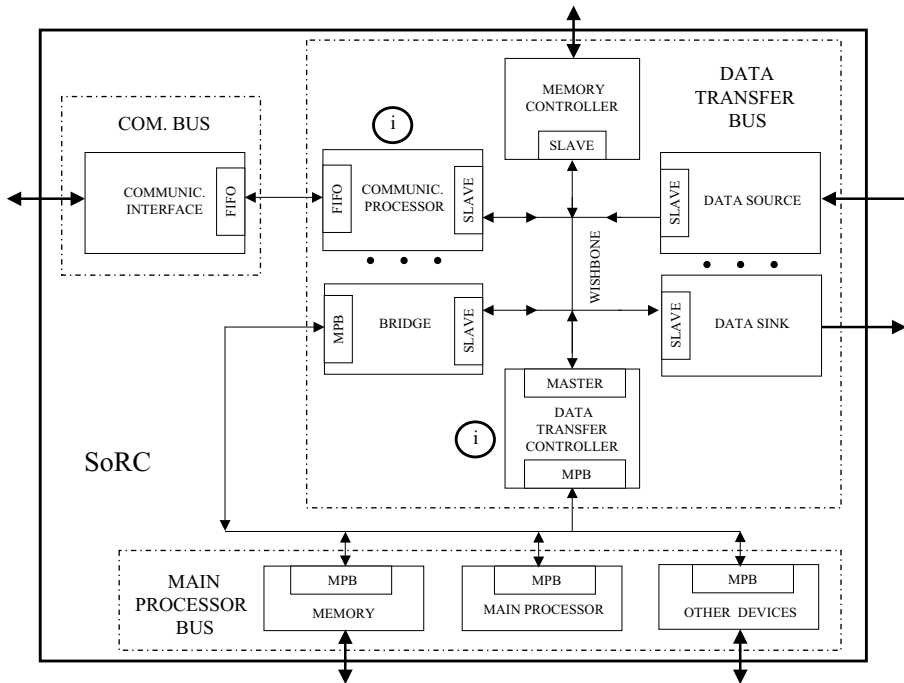 MEMORY
CONTROLLER
SLAVE
DATA
TRANSFER
BUS
COM. BUS
i
COMMUNIC.
INTERFACE
FIFO
FIFO
COMMUNIC.
PROCESSOR
SLAVE
SLAVE
DATA SOURCE
WISHBONE
MPB
BRIDGE
SLAVE
SLAVE
DATA SINK
MASTER
DATA
TRANSFER
CONTROLLER
MPB
i
SoRC
MAIN
PROCESSOR
BUS
MPB
MEMORY
MPB
MAIN PROCESSOR
MPB
OTHER DEVICES